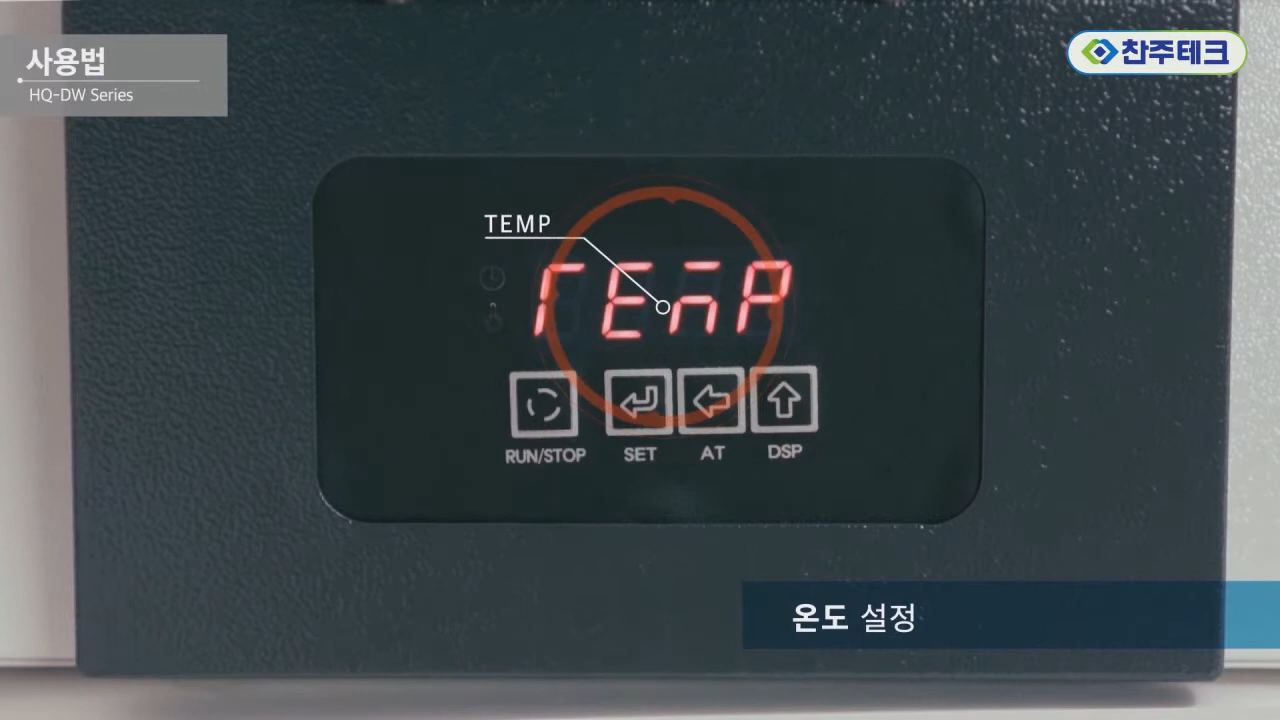 사용법
HQ-DW Series
찬주테크
TEMP
TEMP
RUN/STOP SET AT DSP
온도 설정